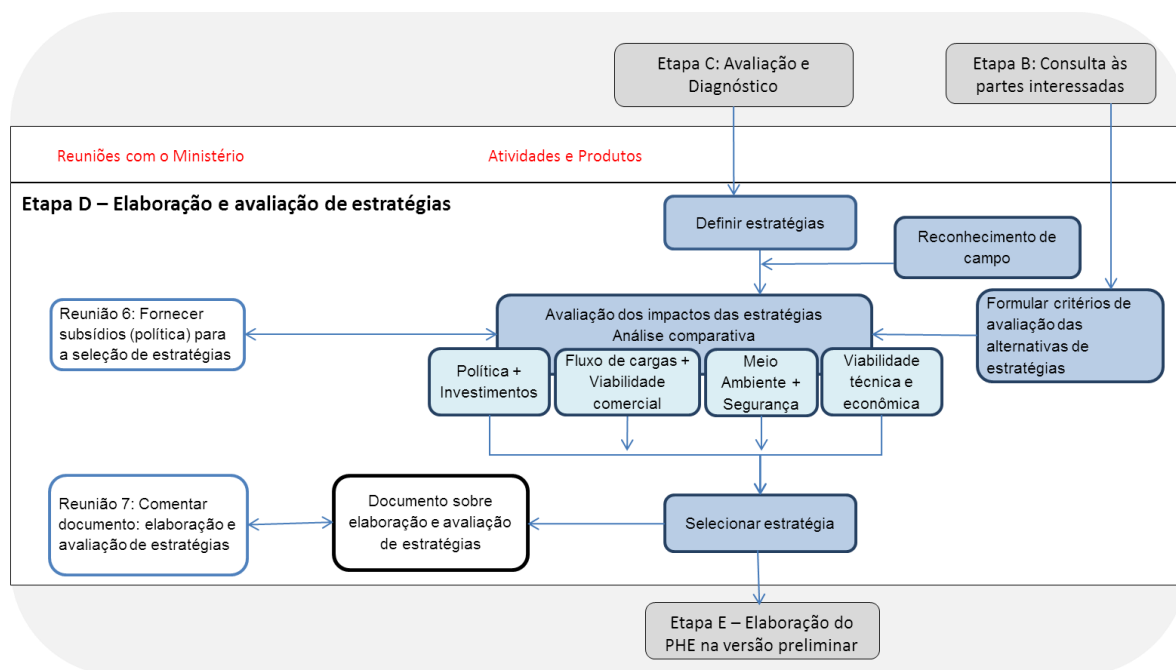 Etapa C: Avaliação e
Diagnóstico
Etapa B: Consulta às
partes interessadas
Reuniões com o Ministério
Atividades e Produtos
Etapa D – Elaboração e avaliação de estratégias
Definir estratégias
Reconhecimento de
campo
Reunião 6: Fornecer
subsídios (política) para
a seleção de estratégias
Avaliação dos impactos das estratégias
Análise comparativa
Formular critérios de
avaliação das
alternativas de
estratégias
Política +
Investimentos
Fluxo de cargas +
Viabilidade
comercial
Meio
Ambiente +
Segurança
Viabilidade
técnica e
econômica
Reunião 7: Comentar
documento: elaboração e
avaliação de estratégias
Documento sobre
elaboração e avaliação
de estratégias
Selecionar estratégia
Etapa E – Elaboração do
PHE na versão preliminar